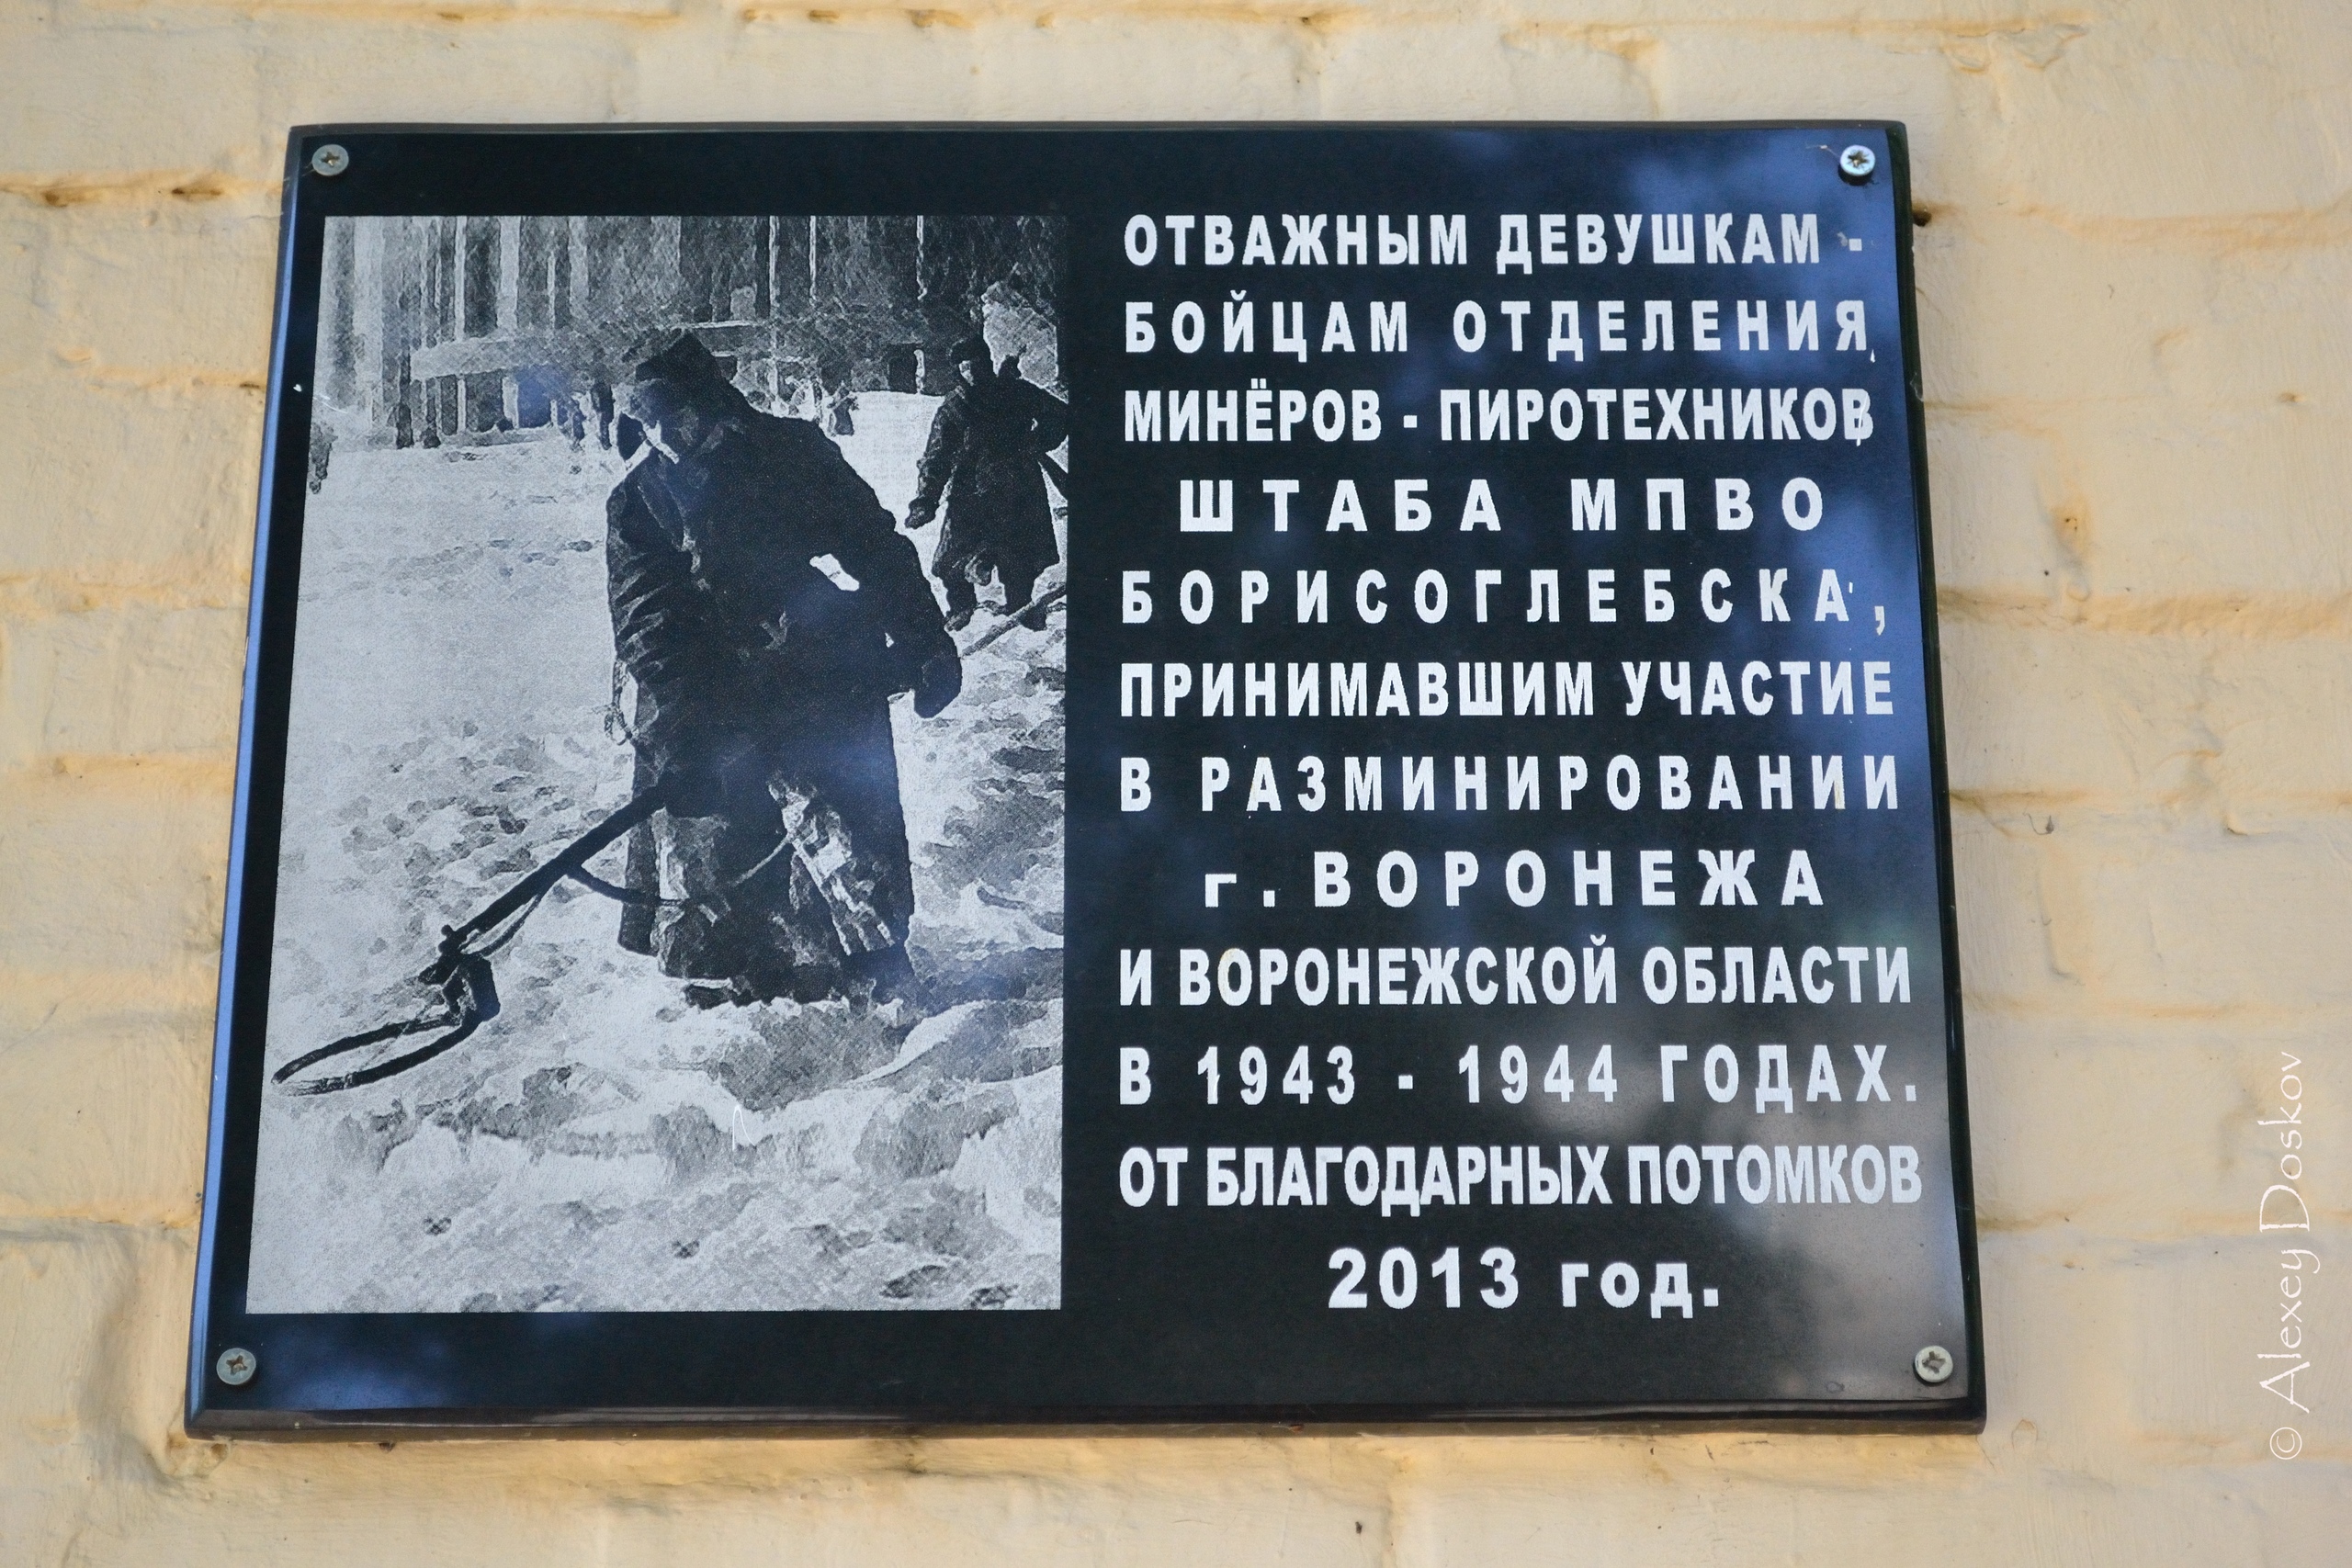 ОТВАЖНЫМ ДЕВУШКАМ -
БОЙЦАМ ОТДЕЛЕНИЯ
МИНЁРОВ - ПИРОТЕХНИКОВ
ШТАБА МПВО
БОРИСОГЛЕБСКА,
ПРИНИМАВШИМ УЧАСТИЕ
В РАЗМИНИРОВАНИИ
г. ВОРОНЕЖА
И ВОРОНЕЖСКОЙ ОБЛАСТИ
В 1943 - 1944 ГОДАХ.
ОТ БЛАГОДАРНЫХ ПОТОМКОВ
2013 год.
© Alexey Doskov